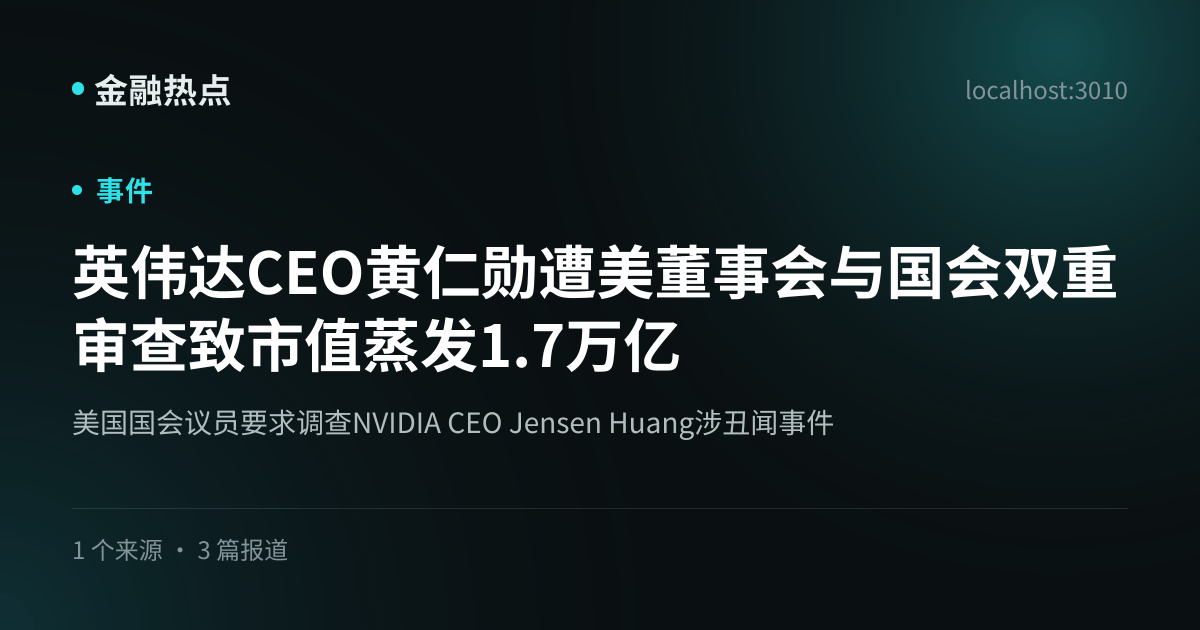 金融热点
localhost:3010
事件
英伟达CEO黄仁勋遭美董事会与国会双重
审查致市值蒸发1.7万亿
美国国会议员要求调查NVIDIA CEO Jensen Huang涉丑闻事件
1 个来源 · 3 篇报道